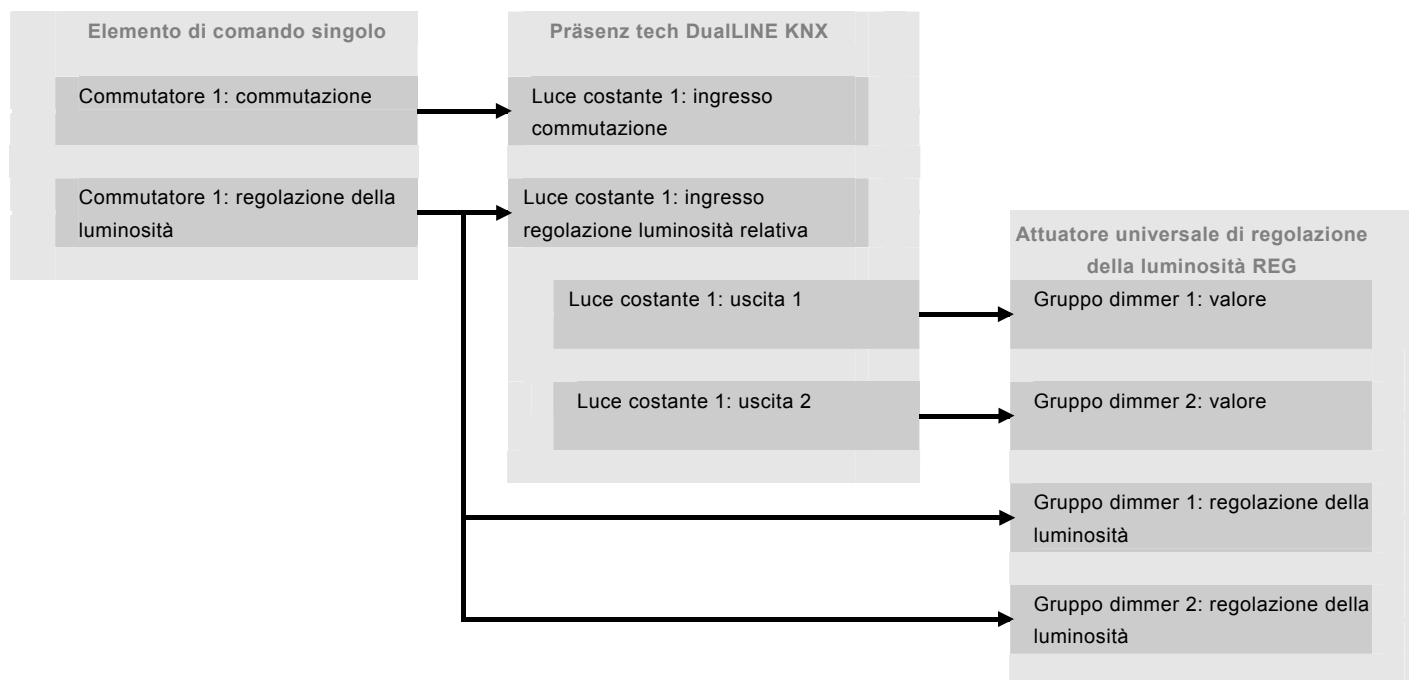 Elemento di comando singolo
Commutatore 1: commutazione
Commutatore 1: regolazione della
luminosità
Präsenz tech DualLINE KNX
Luce costante 1: ingresso
commutazione
Luce costante 1: ingresso
regolazione luminosità relativa
Luce costante 1: uscita 1
Luce costante 1: uscita 2
Attuatore universale di regolazione
della luminosità REG
Gruppo dimmer 1: valore
Gruppo dimmer 2: valore
Gruppo dimmer 1: regolazione della
luminosità
Gruppo dimmer 2: regolazione della
luminosità